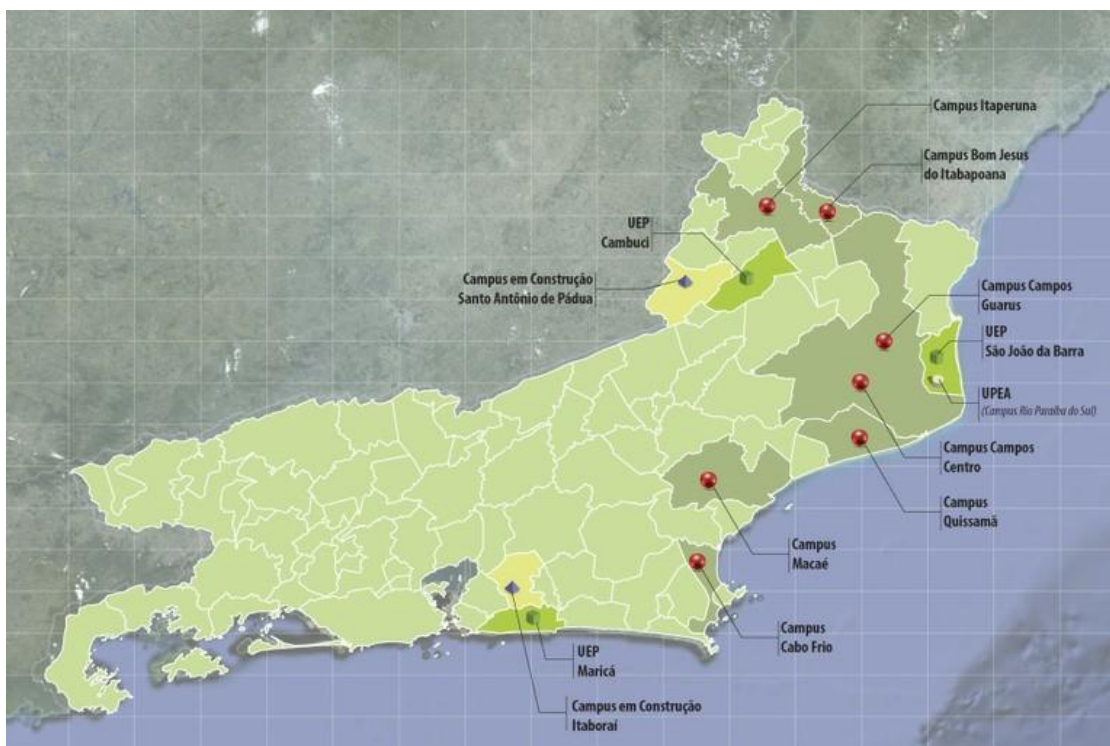 Campus Itaperuna
Campus Bom Jesus
do Itabapoana
UEP
Cambuci
Campus em Construção
Santo Antônio de Pádua
Campus Campos
Guarus
UEP
São João da Barra
UPEA
(Campus Rio Paraíba do Sul)
Campus Campos
Centro
Campus
Quissamã
Campus
Macaé
Campus
Cabo Frio
UEP
Maricá
Campus em Construção
Itaboraí